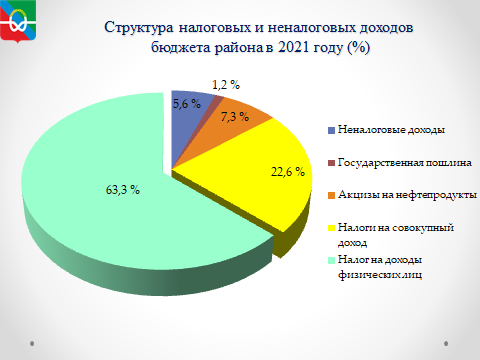 Структура налоговых и неналоговых доходов
бюджета района в 2021 году (%)
1,2 %
5,6 %
7,3 %
22,6 %
63,3 %
Неналоговые доходы
Государственная пошлина
Акцизы на нефтепродукты
Налоги на совокупный
доход
Налог на доходы
физических лиц